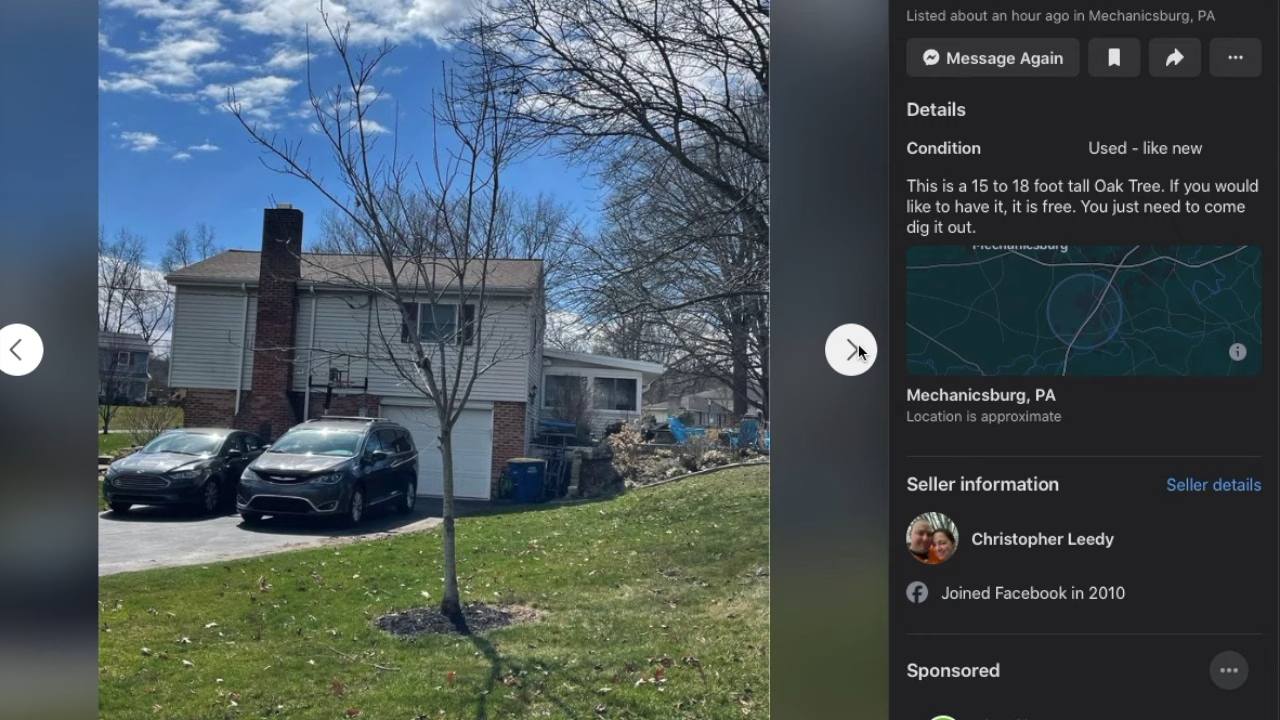 Listed about an hour ago in Mechanicsburg, PA
Message Again
Details
Condition Used - like new
This is a 15 to 18 foot tall Oak Tree. If you would
like to have it, it is free. You just need to come
dig it out.
Mechanicsburg
Mechanicsburg, PA
Location is approximate
Seller information Seller details
Christopher Leedy
Joined Facebook in 2010
Sponsored